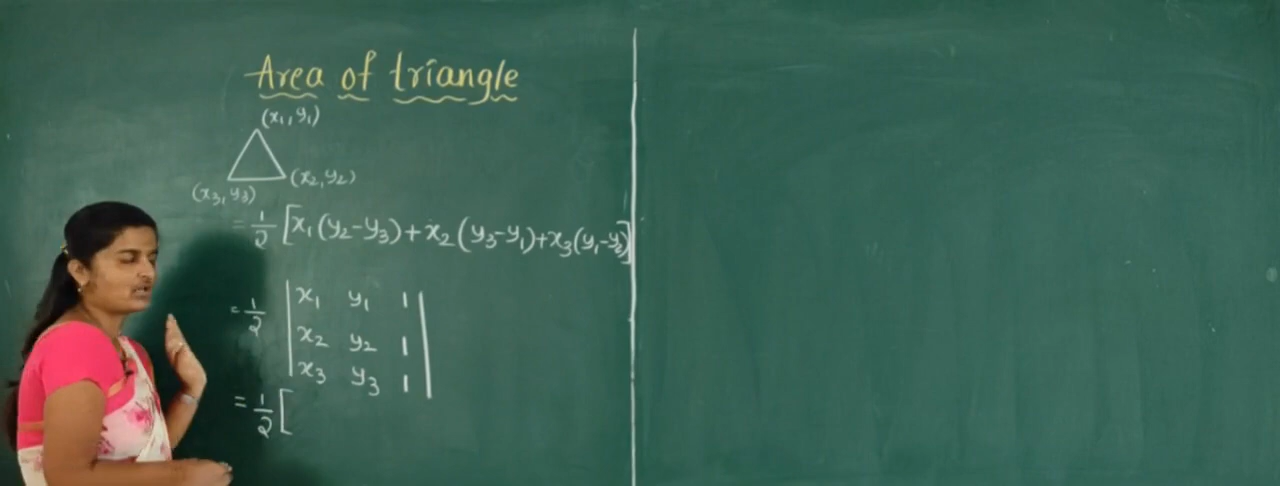 Area of triangle
(x₁, y₁)
(x₃, y₃) (x₂, y₂)
= 1/2 [x₁(y₂-y₃)+x₂(y₃-y₁)+x₃(y₁-y₂)]
= 1/2 | x₁ y₁ 1 |
| x₂ y₂ 1 |
| x₃ y₃ 1 |
= 1/2 [